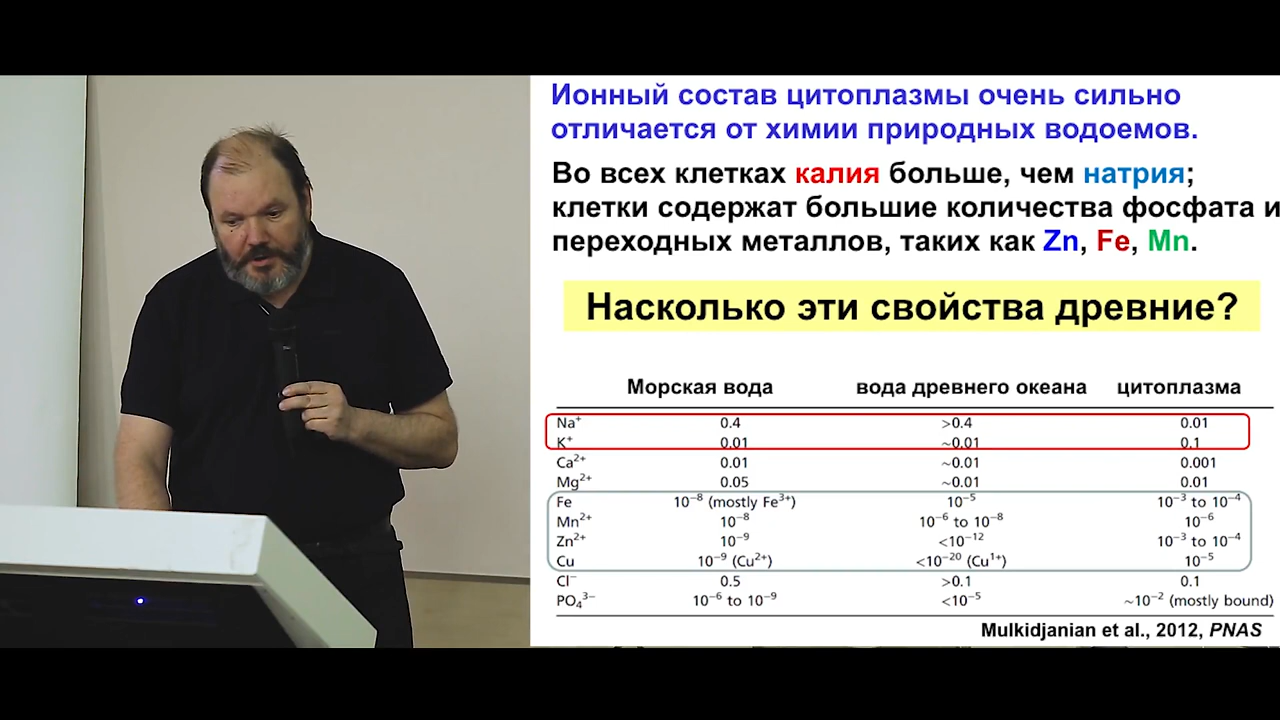 Ионный состав цитоплазмы очень сильно
отличается от химии природных водоемов.
Во всех клетках калия больше, чем натрия;
клетки содержат большие количества фосфата и
переходных металлов, таких как Zn, Fe, Mn.
Насколько эти свойства древние?
Морская вода вода древнего океана цитоплазма
Na⁺ 0.4 >0.4 0.01
K⁺ 0.01 ~0.01 0.1
Ca²⁺ 0.01 ~0.01 0.001
Mg²⁺ 0.05 ~0.01 0.01
Fe 10⁻⁸ (mostly Fe³⁺) 10⁻⁵ 10⁻³ to 10⁻⁴
Mn²⁺ 10⁻⁸ 10⁻⁶ to 10⁻⁸ 10⁻⁶
Zn²⁺ 10⁻⁹ <10⁻¹² 10⁻³ to 10⁻⁴
Cu 10⁻⁹ (Cu²⁺) <10⁻²⁰ (Cu¹⁺) 10⁻⁵
Cl⁻ 0.5 >0.1 0.1
PO₄³⁻ 10⁻⁶ to 10⁻⁹ <10⁻⁵ ~10⁻² (mostly bound)
Mulkidjanian et al., 2012, PNAS